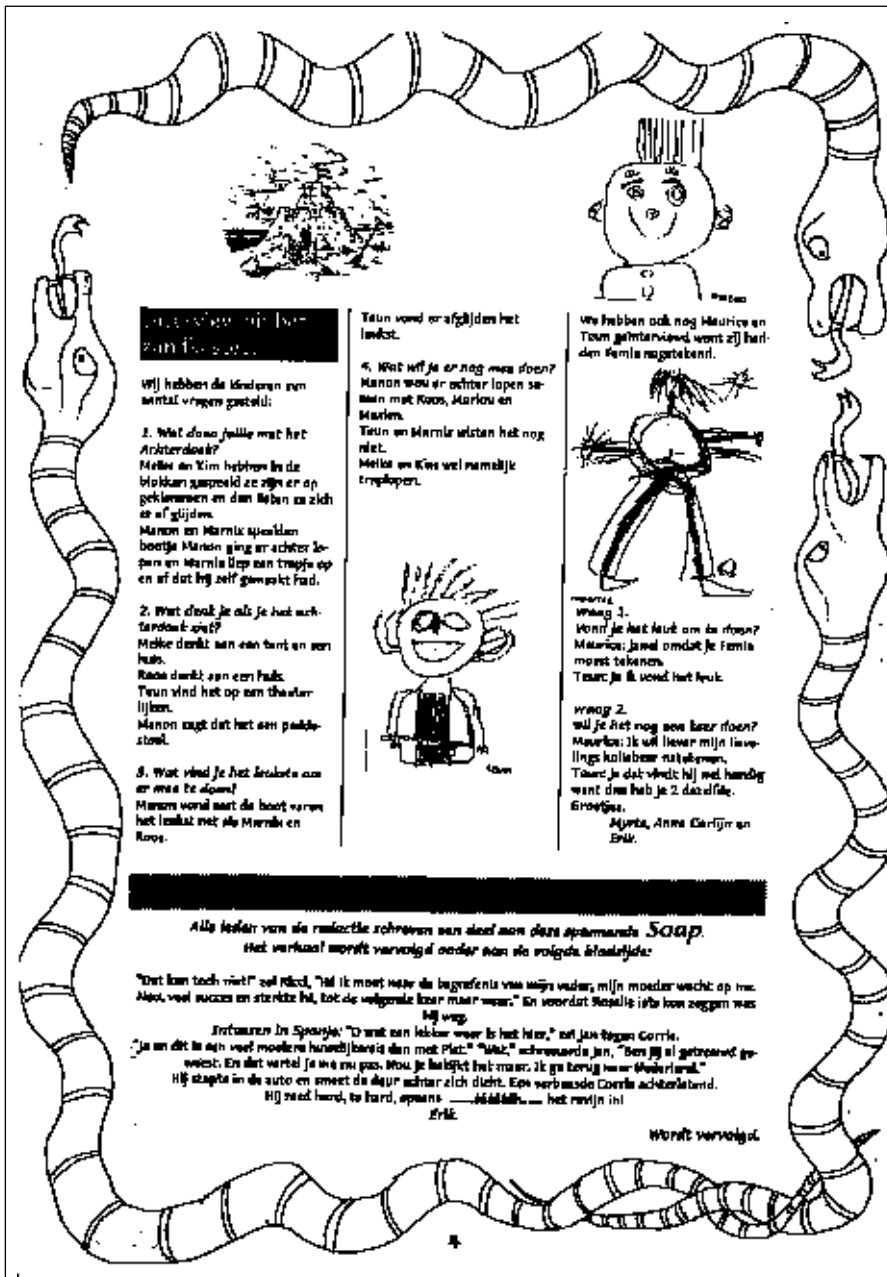 Wij hebben de kinderen een
aantal vragen gesteld:
1. Wat doen jullie met het
Achterdoek?
Meike en Kim hebben in de
blokken gespeeld ze zijn er op
geklommen en dan lieten ze zich
er af glijden.
Manon en Marnix speelden
bootje Manon ging er achter lo-
pen en Marnix liep een trapje op
en af dat hij zelf gemaakt had.
2. Wat denk je als je het ach-
terdoek ziet?
Meike denkt aan een tent en een
huis.
Roos denkt aan een huis.
Teun vind het op een theater
lijken.
Manon zegt dat het een padde-
stoel.
3. Wat vind je het leukste om
er mee te doen?
Manon vond met de boot varen
het leukst net als Marnix en
Roos.
Teun vond er afglijden het
leukst.
4. Wat wil je er nog mee doen?
Manon wou er achter lopen sa-
men met Roos, Marlou en
Marlen.
Teun en Marnix wisten het nog
niet.
Meike en Kim wel namelijk
traplopen.
We hebben ook nog Maurice en
Teun geïnterviewd want zij had-
den Femie nagetekend.
vraag 1.
Vond je het leuk om te doen?
Maurice: Jawel omdat je Femie
moest tekenen.
Teun: Ja ik vond het leuk.
vraag 2.
Wil je het nog een keer doen?
Maurice: Ik wil liever mijn lieve-
lings knuffel natekenen.
Teun: Ja dat vindt hij wel handig
want dan heb je 2 dezelfde.
Groetjes,
Myrte, Anne Carlijn en
Erik.
Alle leden van de redactie schreven een deel aan deze spannende Soap.
Het verhaal wordt vervolgd onder aan de volgende bladzijde:
"Dat kan toch niet!" zei Ricci, "Hé ik moet naar de begrafenis van mijn vader, mijn moeder wacht op me.
Nou, veel succes en sterkte hè, tot de volgende keer maar weer." En voordat Rosalie iets kon zeggen was
hij weg.
Intussen in Spanje: "O wat een lekker weer is het hier," zei Jan tegen Corrie.
"Ja en dit is een veel mooiere huwelijksreis dan met Piet." "Wat," schreeuwde Jan, "Ben jij al getrouwd ge-
weest. En dat vertel je me nu pas. Nou je bekijkt het maar. Ik ga terug naar Nederland."
Hij stapte in de auto en smeet de deur achter zich dicht. Een verbaasde Corrie achterlatend.
Hij reed hard, te hard, opeens het ravijn in!
Erik.
Wordt vervolgd.
4